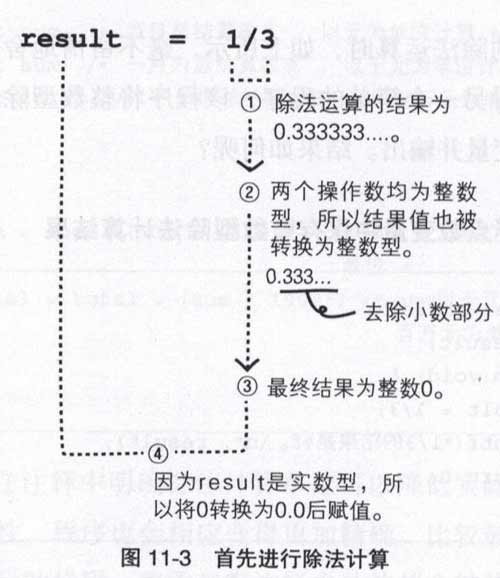 result = 1/3
① 除法运算的结果为
0.333333....。
② 两个操作数均为整数
型，所以结果值也被
转换为整数型。
0.333...
去除小数部分
③ 最终结果为整数0。
④
因为result是实数型，所
以将0转换为0.0后赋值。
图 11-3 首先进行除法计算